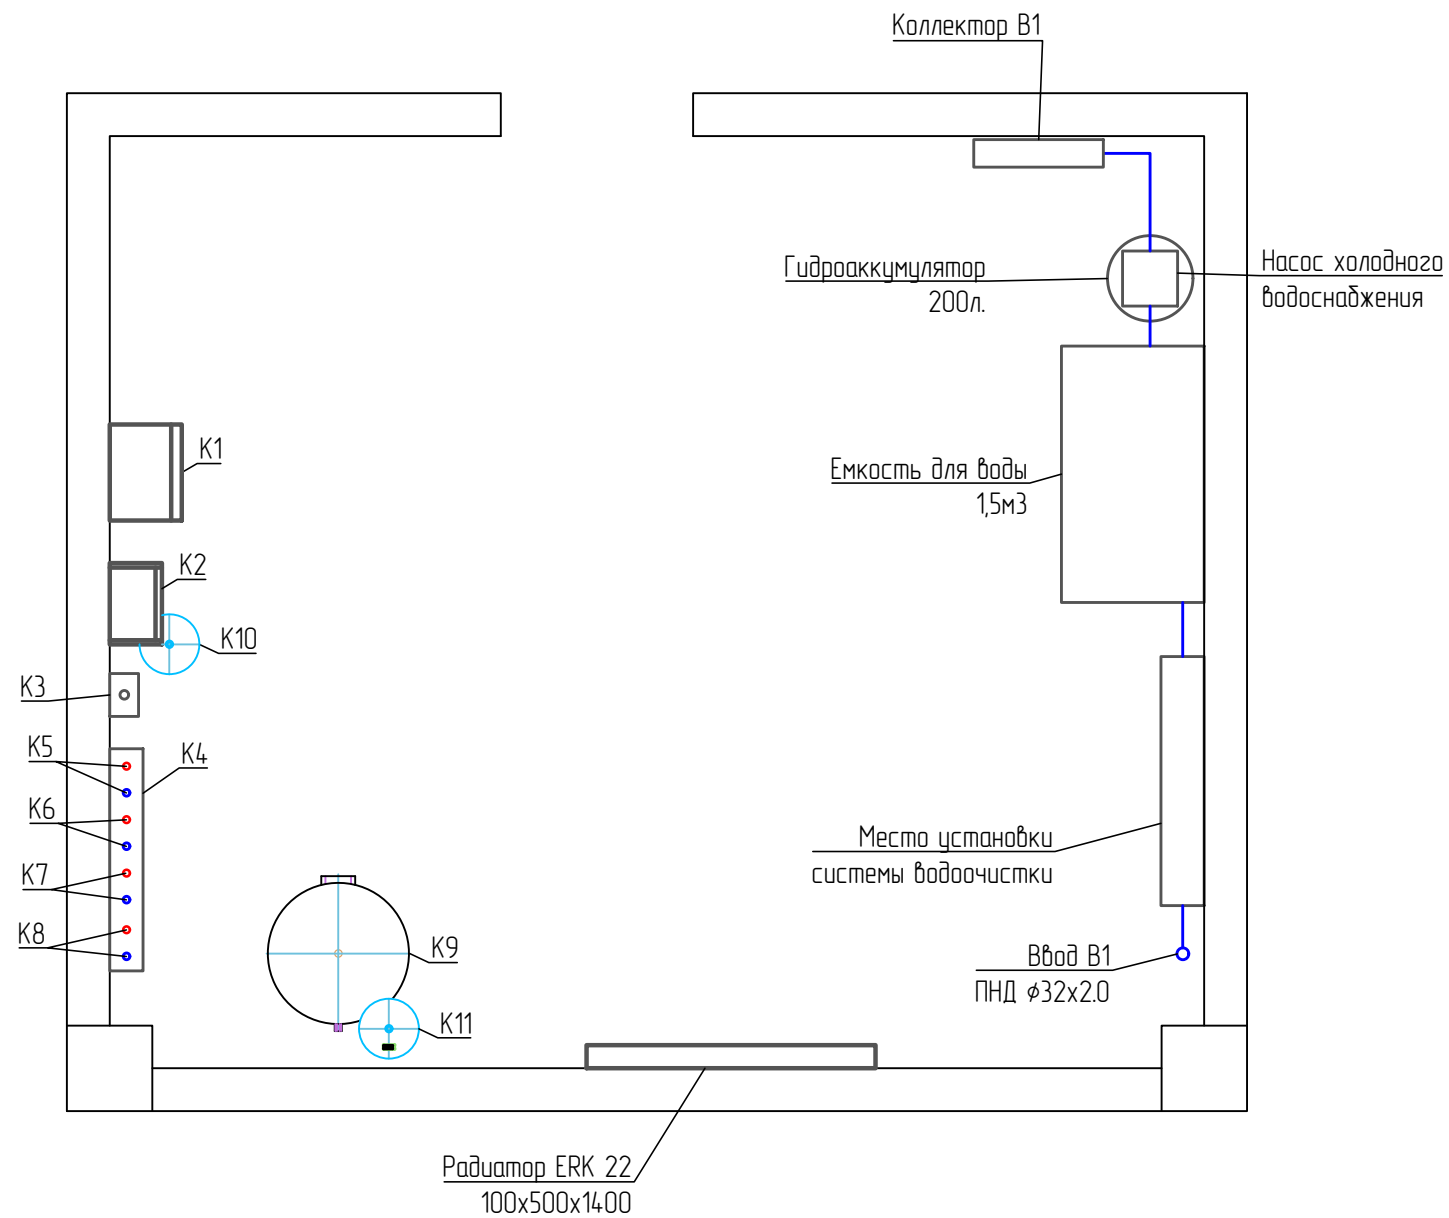 Коллектор В1
Гидроаккумулятор
200л.
Насос холодного
водоснабжения
К1
Емкость для воды
1,5м3
К2
К10
К3
К5
К4
К6
К7
К8
Место установки
системы водоочистки
К9
Ввод В1
ПНД ϕ32х2.0
К11
Радиатор ERK 22
100х500х1400